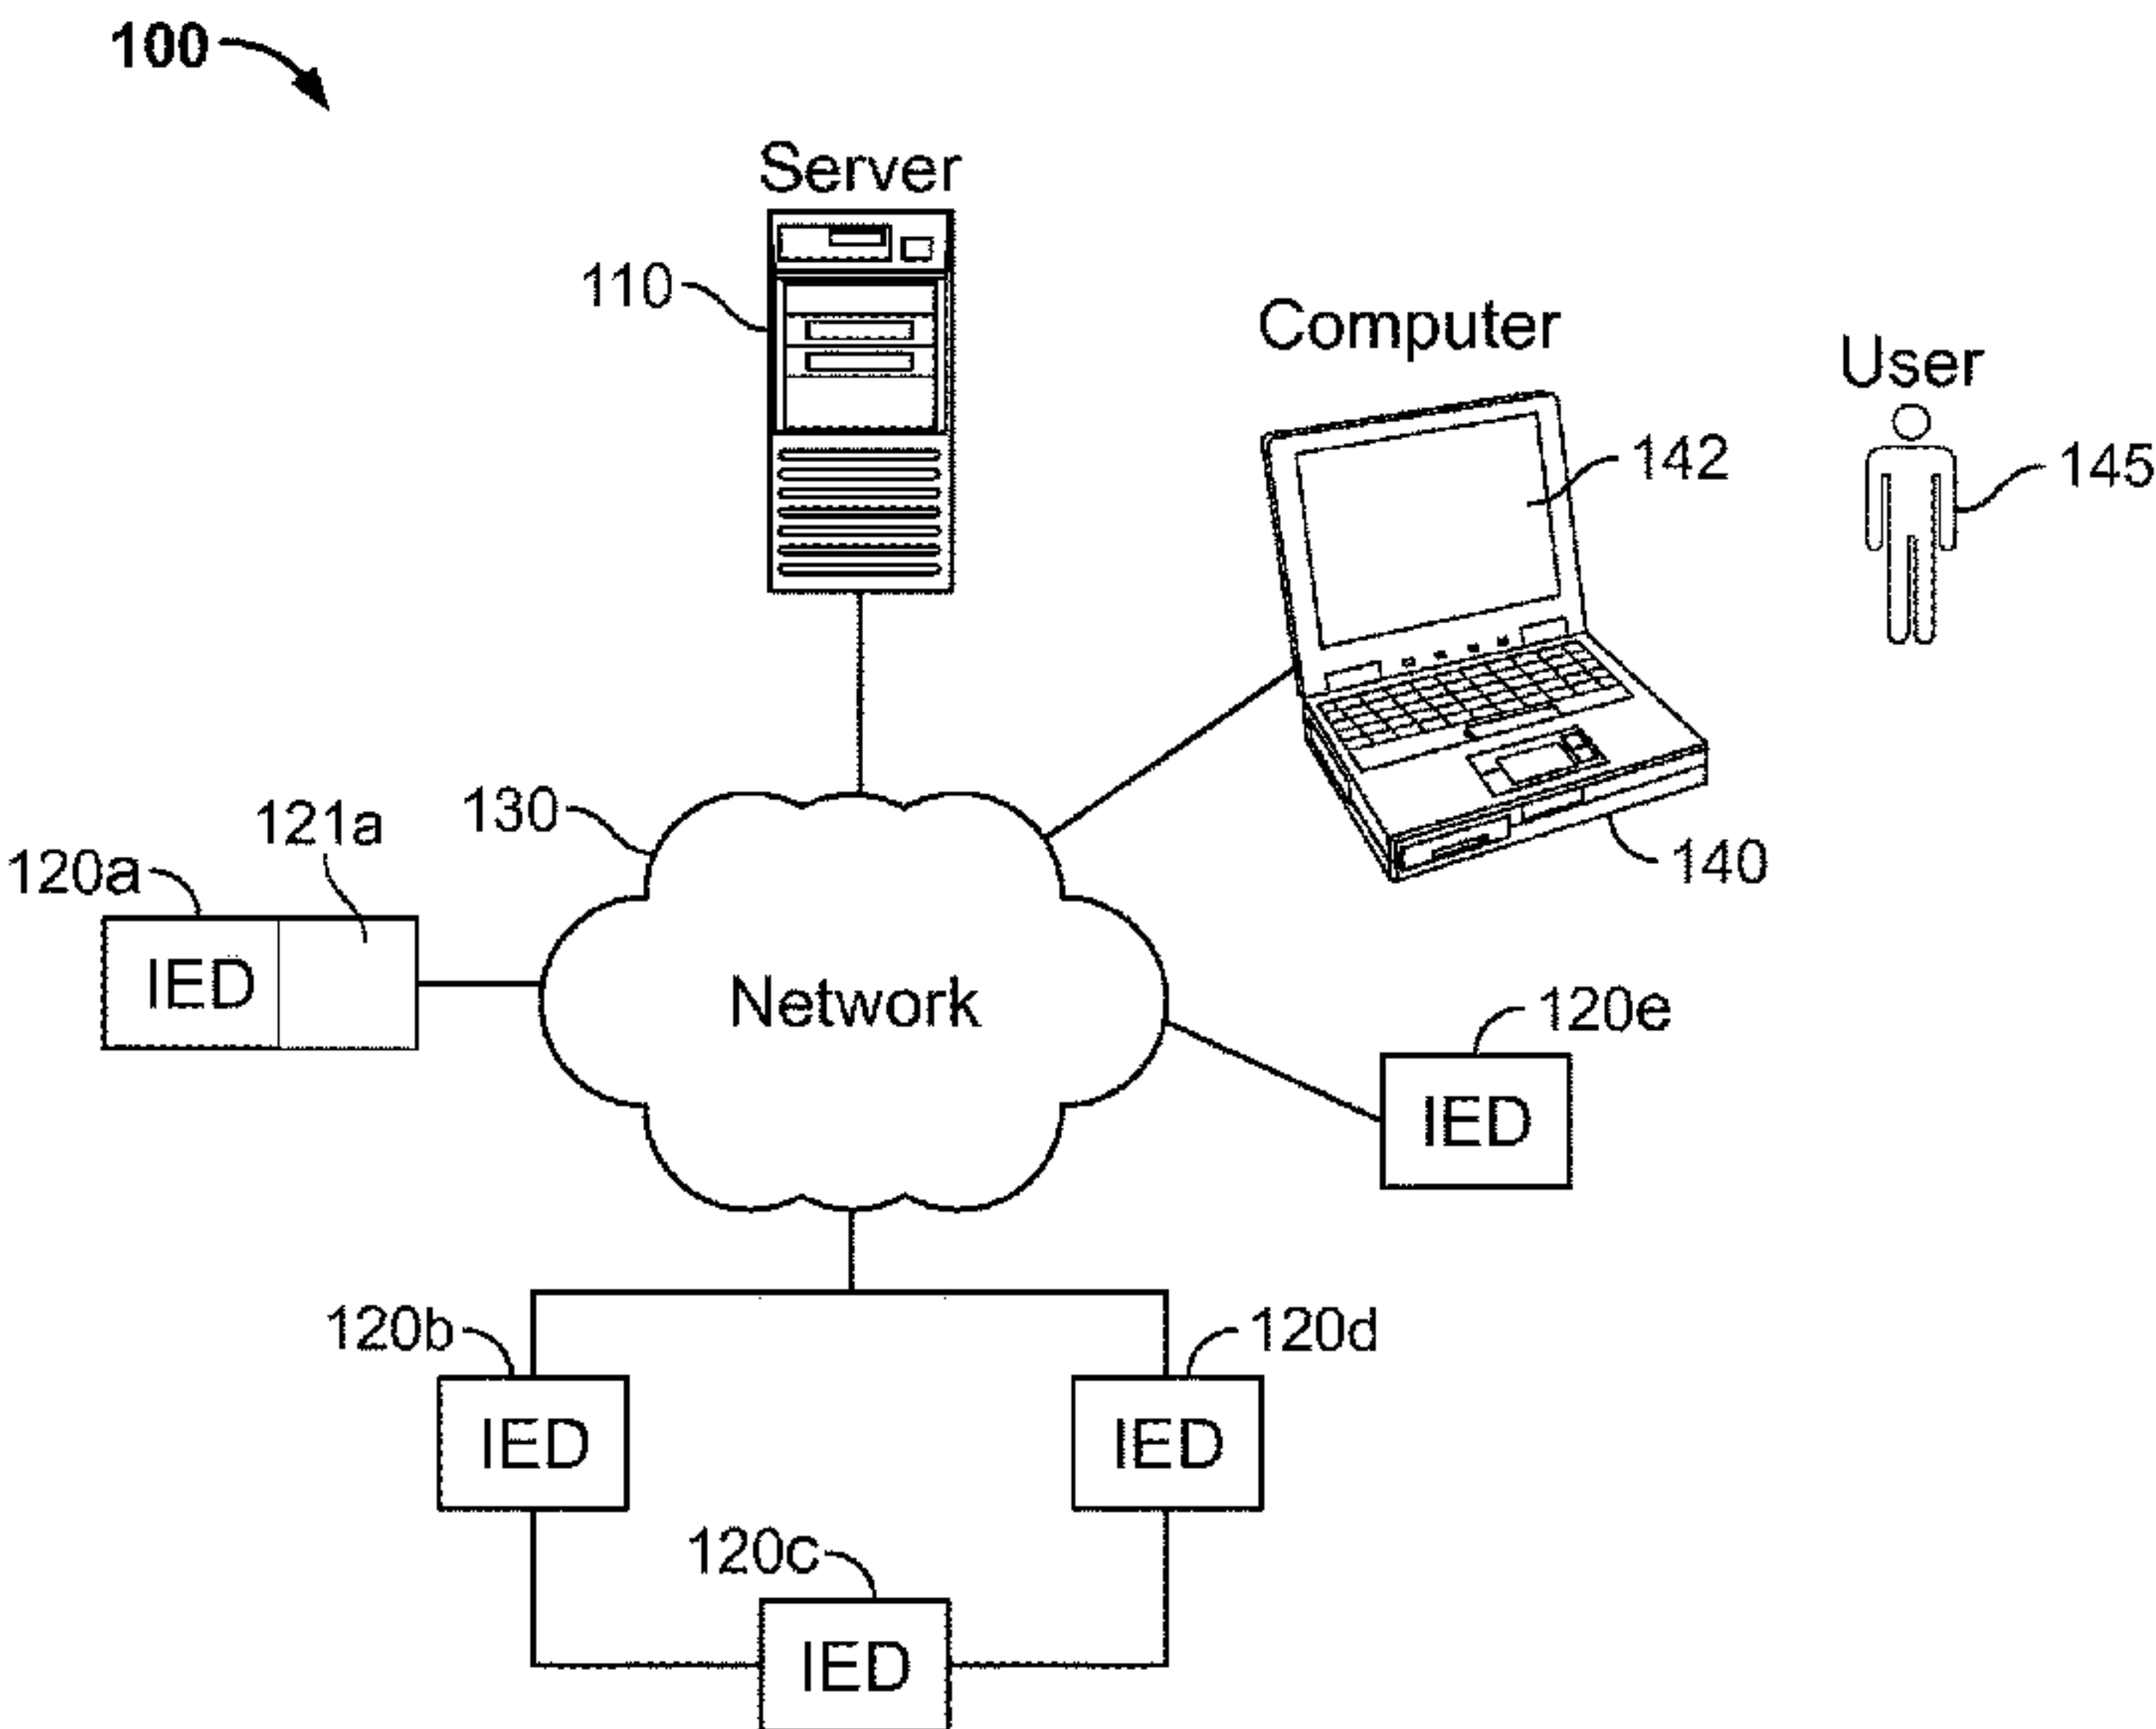 100
Server
110
Computer
User
142
145
130
121a
120a
140
IED
Network
120e
IED
120b
120d
IED
IED
120c
IED